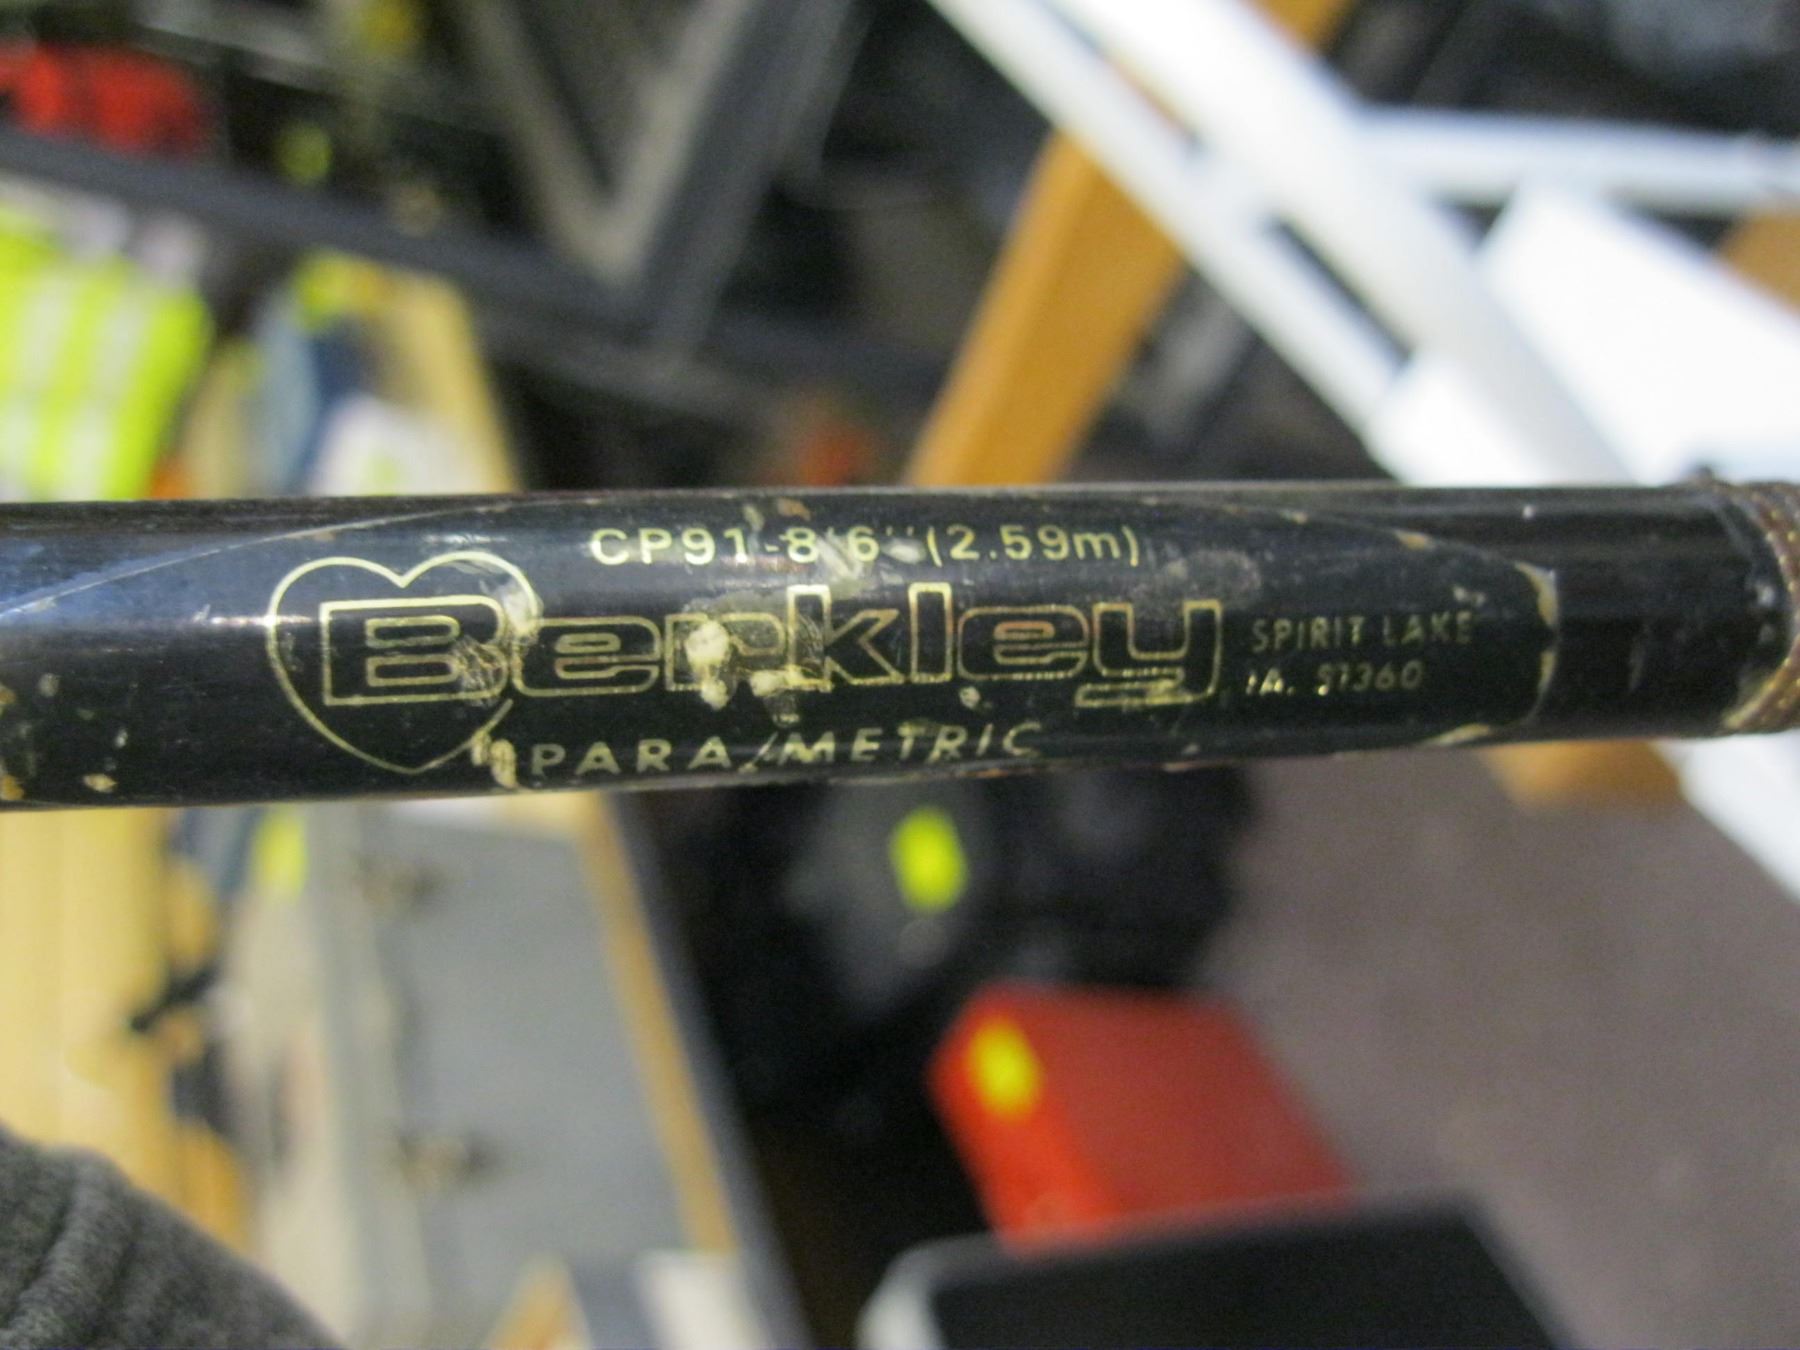 CP91-8'6'' (2.59m)
Berkley
SPIRIT LAKE
IA. 51360
PARA/METRIC